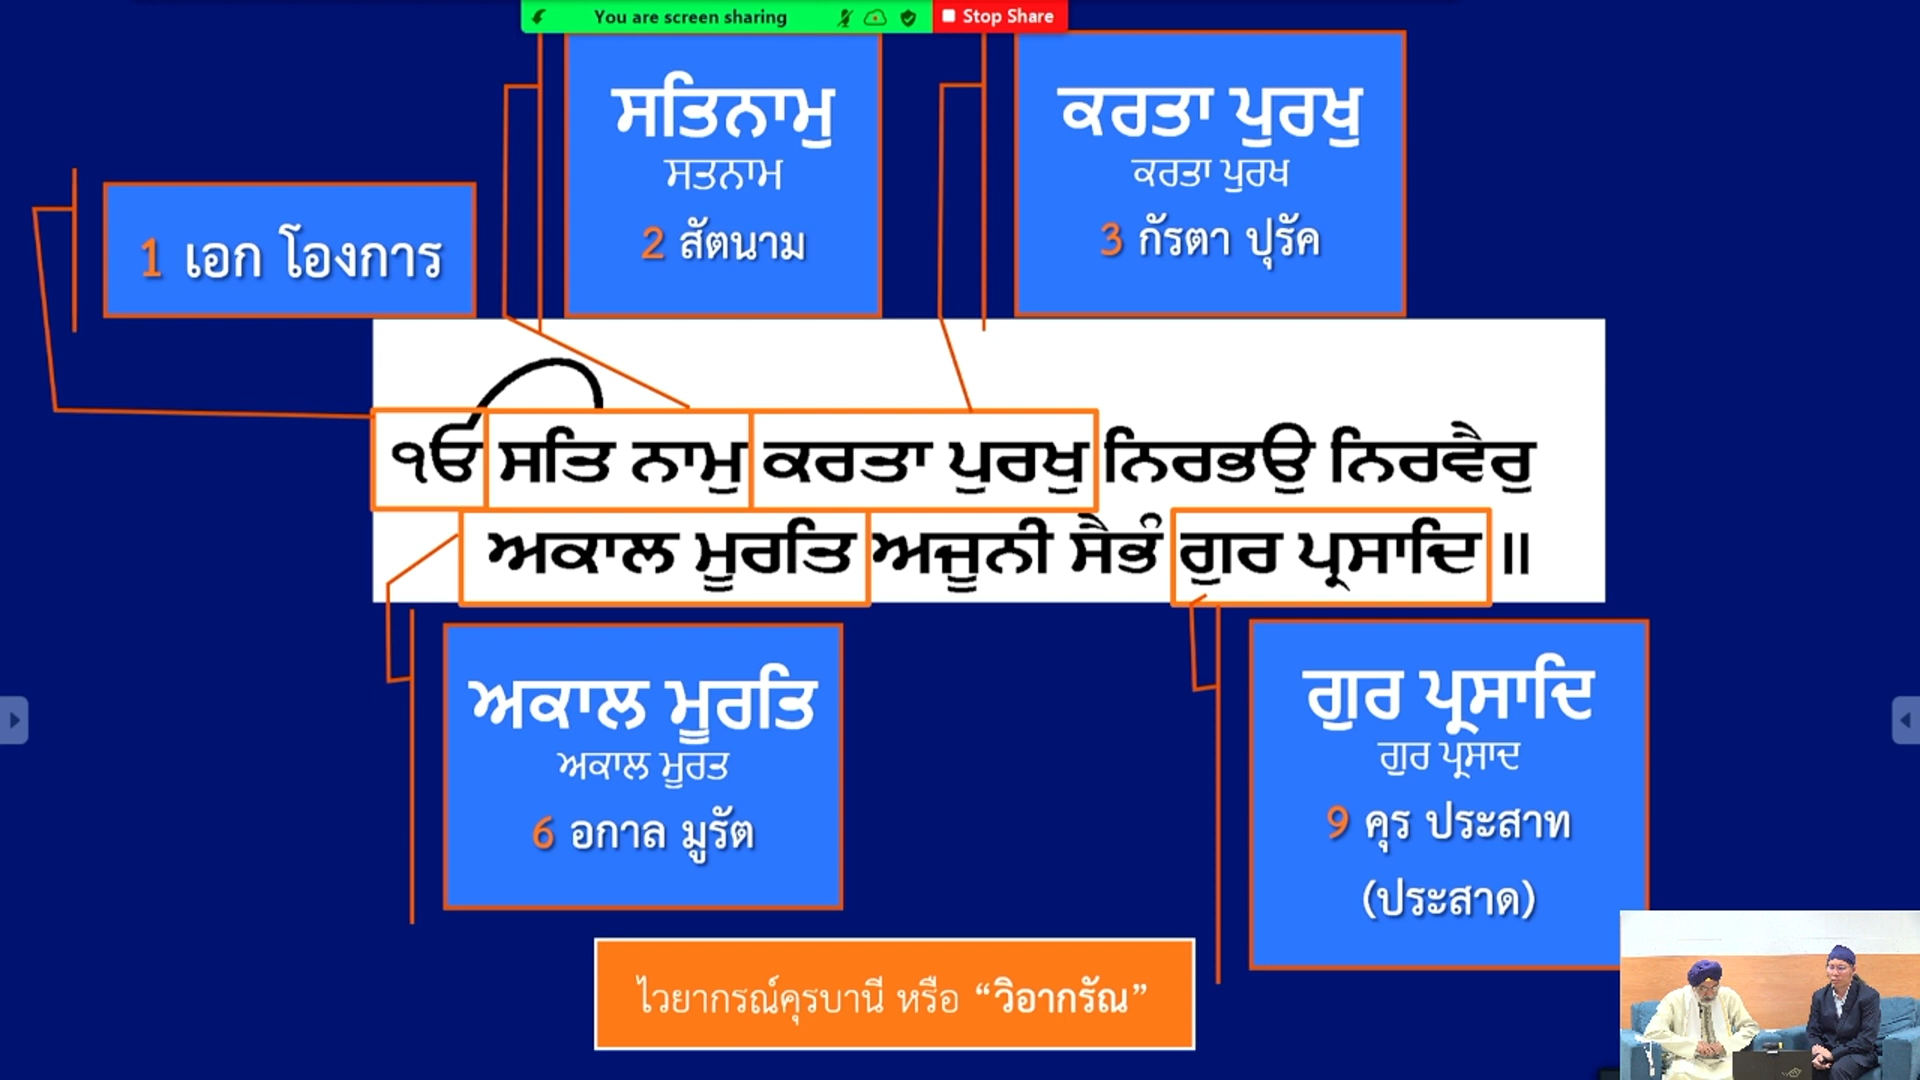 You are screen sharing
Stop Share
ਸਤਿਨਾਮੁ
ਸਤਨਾਮ
2 สัตนาม
ਕਰਤਾ ਪੁਰਖੁ
ਕਰਤਾ ਪੁਰਖ
3 กัรตา ปุรัค
1 เอก โองการ
ੴ ਸਤਿ ਨਾਮੁ ਕਰਤਾ ਪੁਰਖੁ ਨਿਰਭਉ ਨਿਰਵੈਰੁ
ਅਕਾਲ ਮੂਰਤਿ ਅਜੂਨੀ ਸੈਭੰ ਗੁਰ ਪ੍ਰਸਾਦਿ ॥
ਅਕਾਲ ਮੂਰਤਿ
ਅਕਾਲ ਮੂਰਤ
6 อกาล มูรัต
ਗੁਰ ਪ੍ਰਸਾਦਿ
ਗੁਰ ਪ੍ਰਸਾਦ
9 คุร ประสาท
(ประสาด)
ไวยากรณ์คุรบานี หรือ “วิอากรัณ”